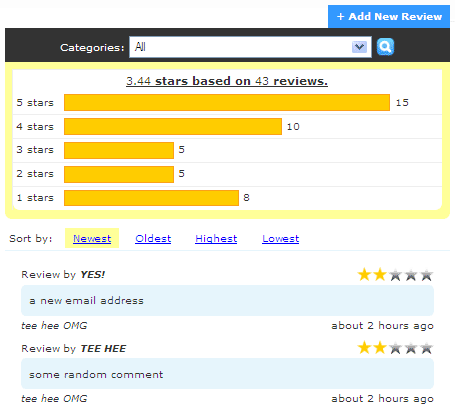 + Add New Review
Categories: All
3.44 stars based on 43 reviews.
5 stars 15
4 stars 10
3 stars 5
2 stars 5
1 stars 8
Sort by: Newest Oldest Highest Lowest
Review by YES!
a new email address
tee hee OMG about 2 hours ago
Review by TEE HEE
some random comment
tee hee OMG about 2 hours ago